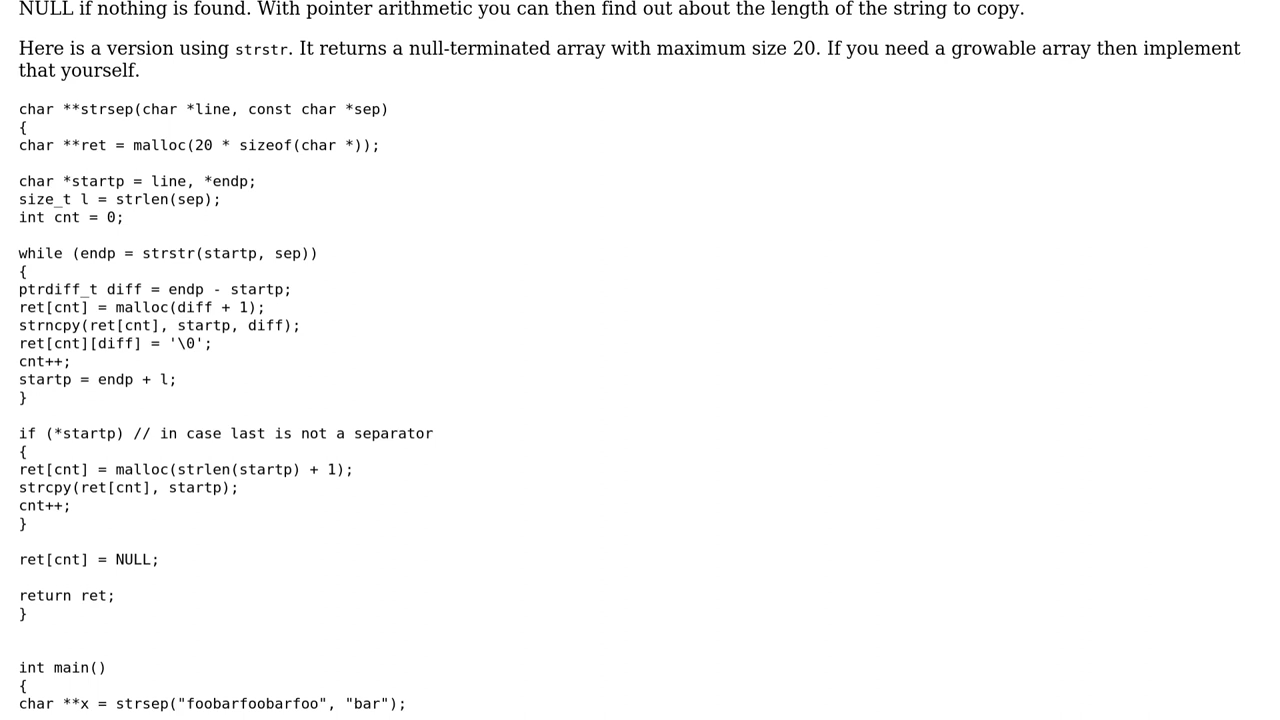 NULL if nothing is found. With pointer arithmetic you can then find out about the length of the string to copy.
Here is a version using strstr. It returns a null-terminated array with maximum size 20. If you need a growable array then implement
that yourself.
char **strsep(char *line, const char *sep)
{
char **ret = malloc(20 * sizeof(char *));
char *startp = line, *endp;
size_t l = strlen(sep);
int cnt = 0;
while (endp = strstr(startp, sep))
{
ptrdiff_t diff = endp - startp;
ret[cnt] = malloc(diff + 1);
strncpy(ret[cnt], startp, diff);
ret[cnt][diff] = '\0';
cnt++;
startp = endp + l;
}
if (*startp) // in case last is not a separator
{
ret[cnt] = malloc(strlen(startp) + 1);
strcpy(ret[cnt], startp);
cnt++;
}
ret[cnt] = NULL;
return ret;
}
int main()
{
char **x = strsep("foobarfoobarfoo", "bar");